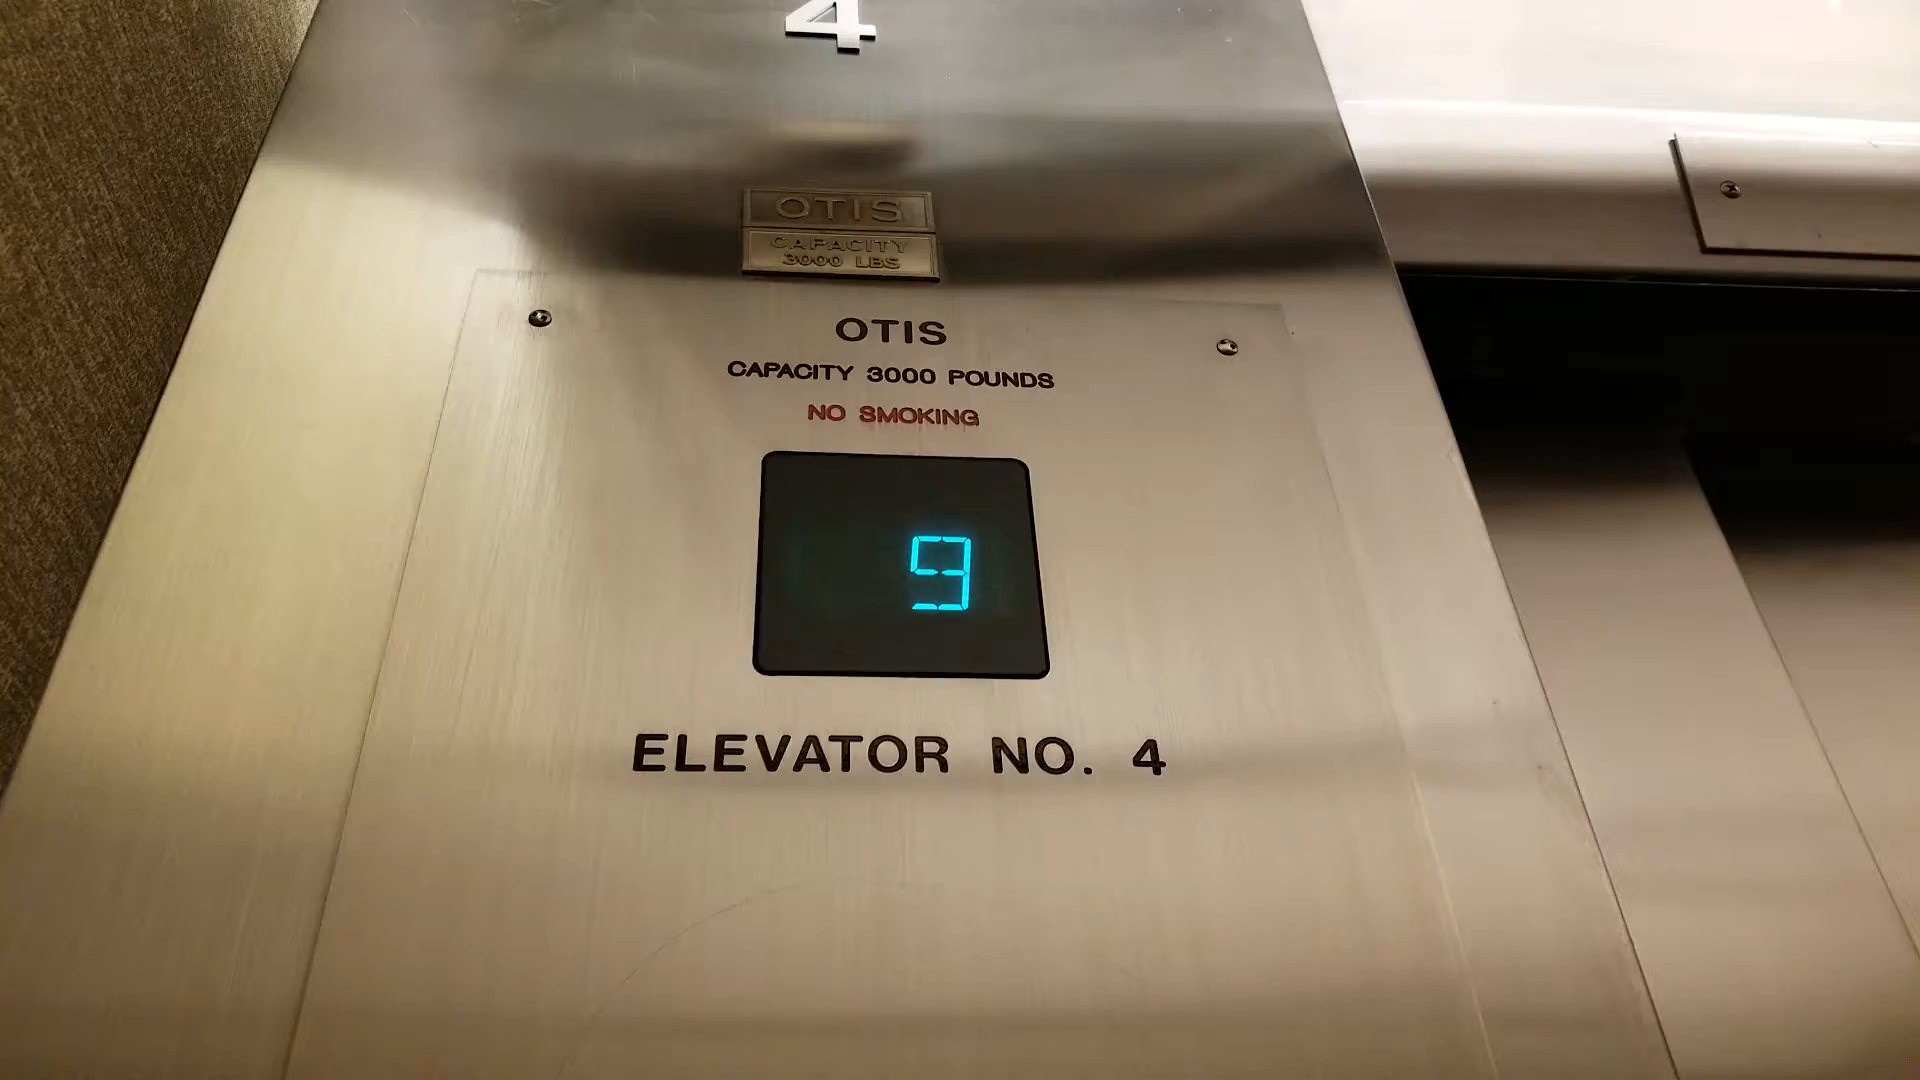 4
OTIS
CAPACITY
3000 LBS
OTIS
CAPACITY 3000 POUNDS
NO SMOKING
9
ELEVATOR NO. 4